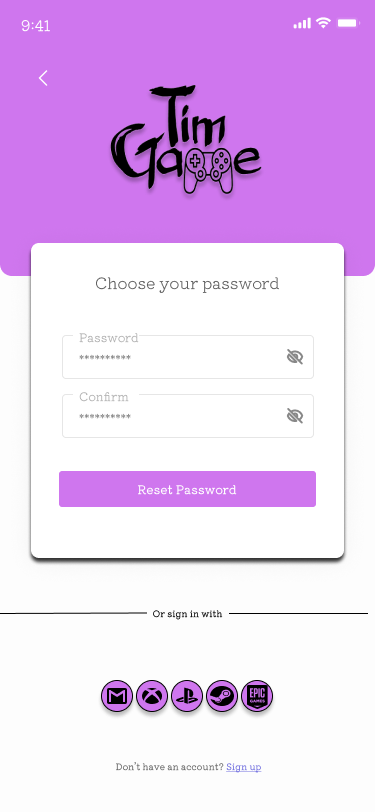 9:41
Tim
Game
Choose your password
Password
**********
Confirm
**********
Reset Password
Or sign in with
EPIC
GAMES
Don't have an account? Sign up